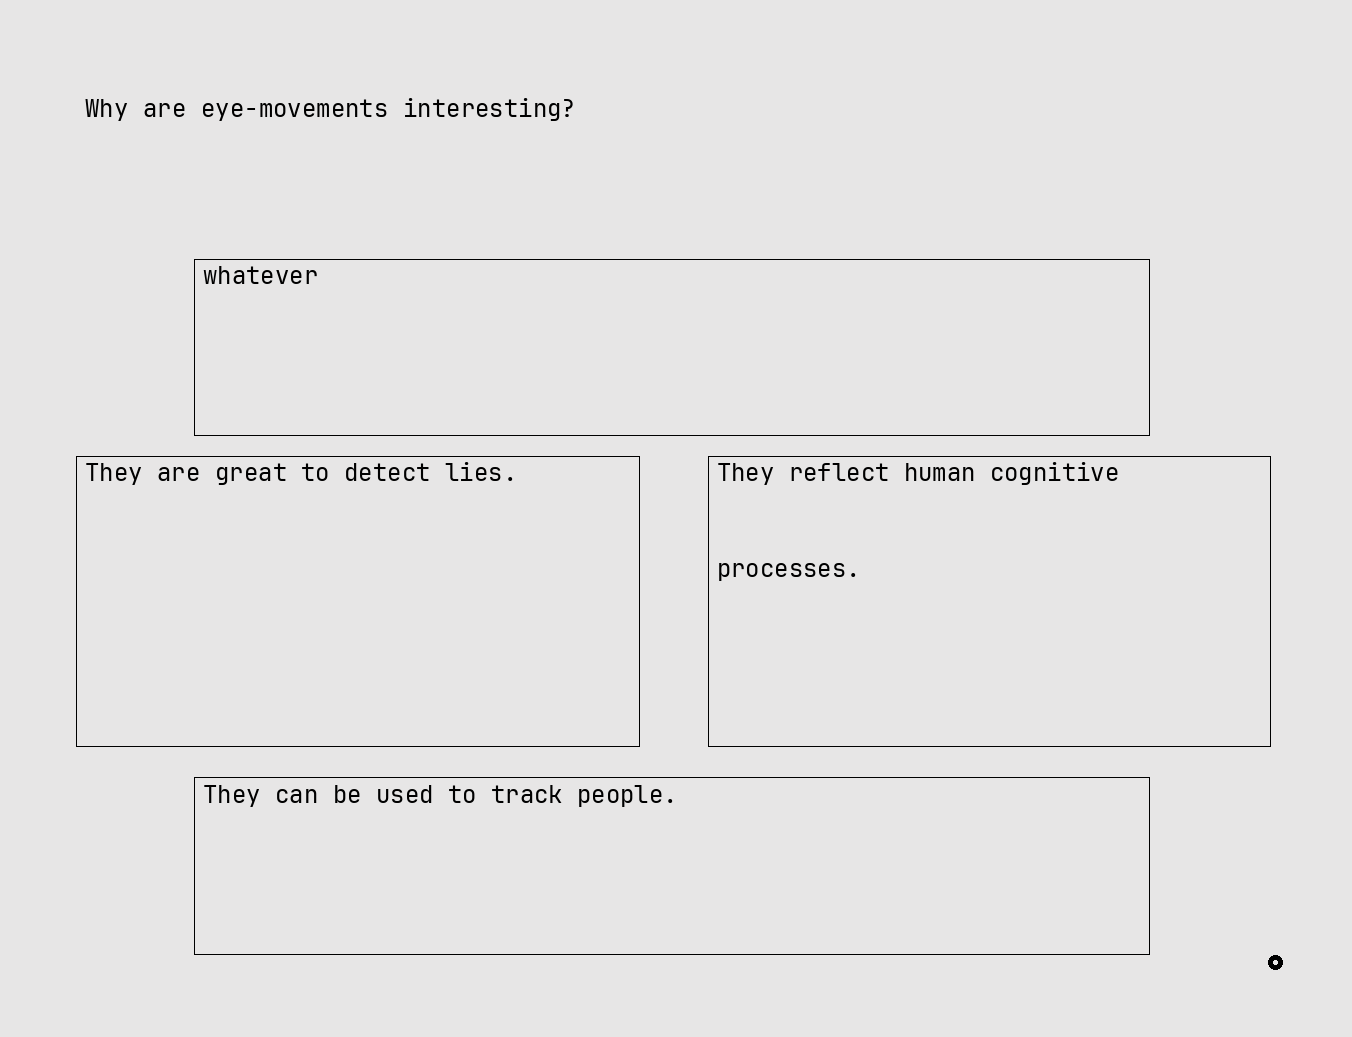 Why are eye-movements interesting?
whatever
They are great to detect lies.
They reflect human cognitive
processes.
They can be used to track people.